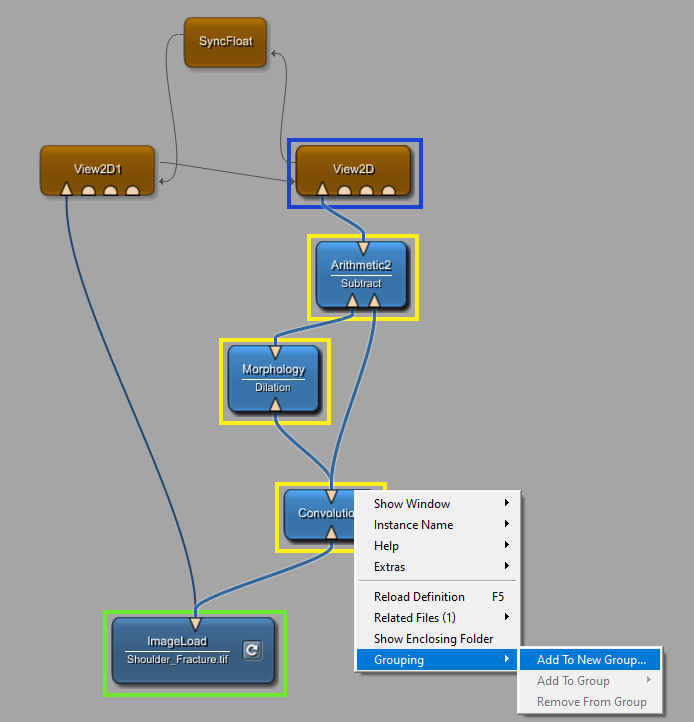 SyncFloat
View2D1
View2D
Arithmetic2
Subtract
Morphology
Dilation
Convolutio
Show Window
Instance Name
Help
Extras
Reload Definition F5
Related Files (1)
Show Enclosing Folder
Grouping
Add To New Group...
Add To Group
Remove From Group
ImageLoad
Shoulder_Fracture.tif